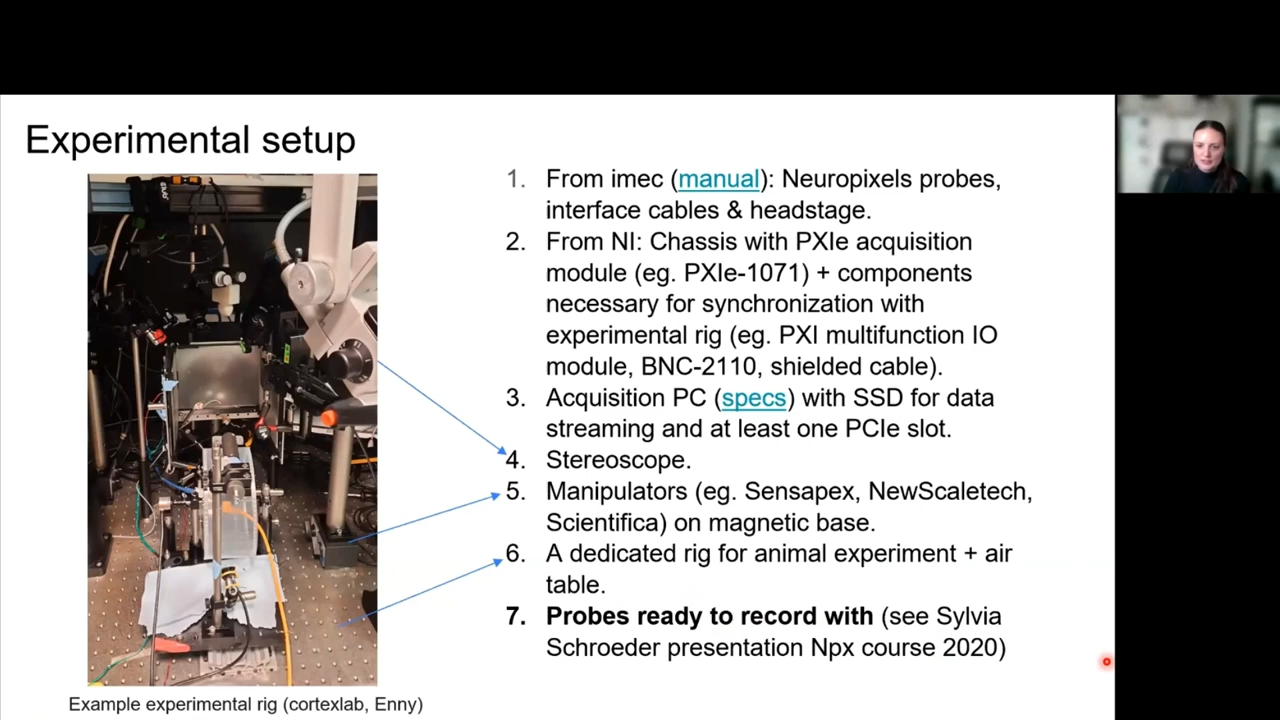 Experimental setup
1. From imec (manual): Neuropixels probes,
interface cables & headstage.
2. From NI: Chassis with PXIe acquisition
module (eg. PXIe-1071) + components
necessary for synchronization with
experimental rig (eg. PXI multifunction IO
module, BNC-2110, shielded cable).
3. Acquisition PC (specs) with SSD for data
streaming and at least one PCIe slot.
4. Stereoscope.
5. Manipulators (eg. Sensapex, NewScaletech,
Scientifica) on magnetic base.
6. A dedicated rig for animal experiment + air
table.
7. Probes ready to record with (see Sylvia
Schroeder presentation Npx course 2020)
Example experimental rig (cortexlab, Enny)